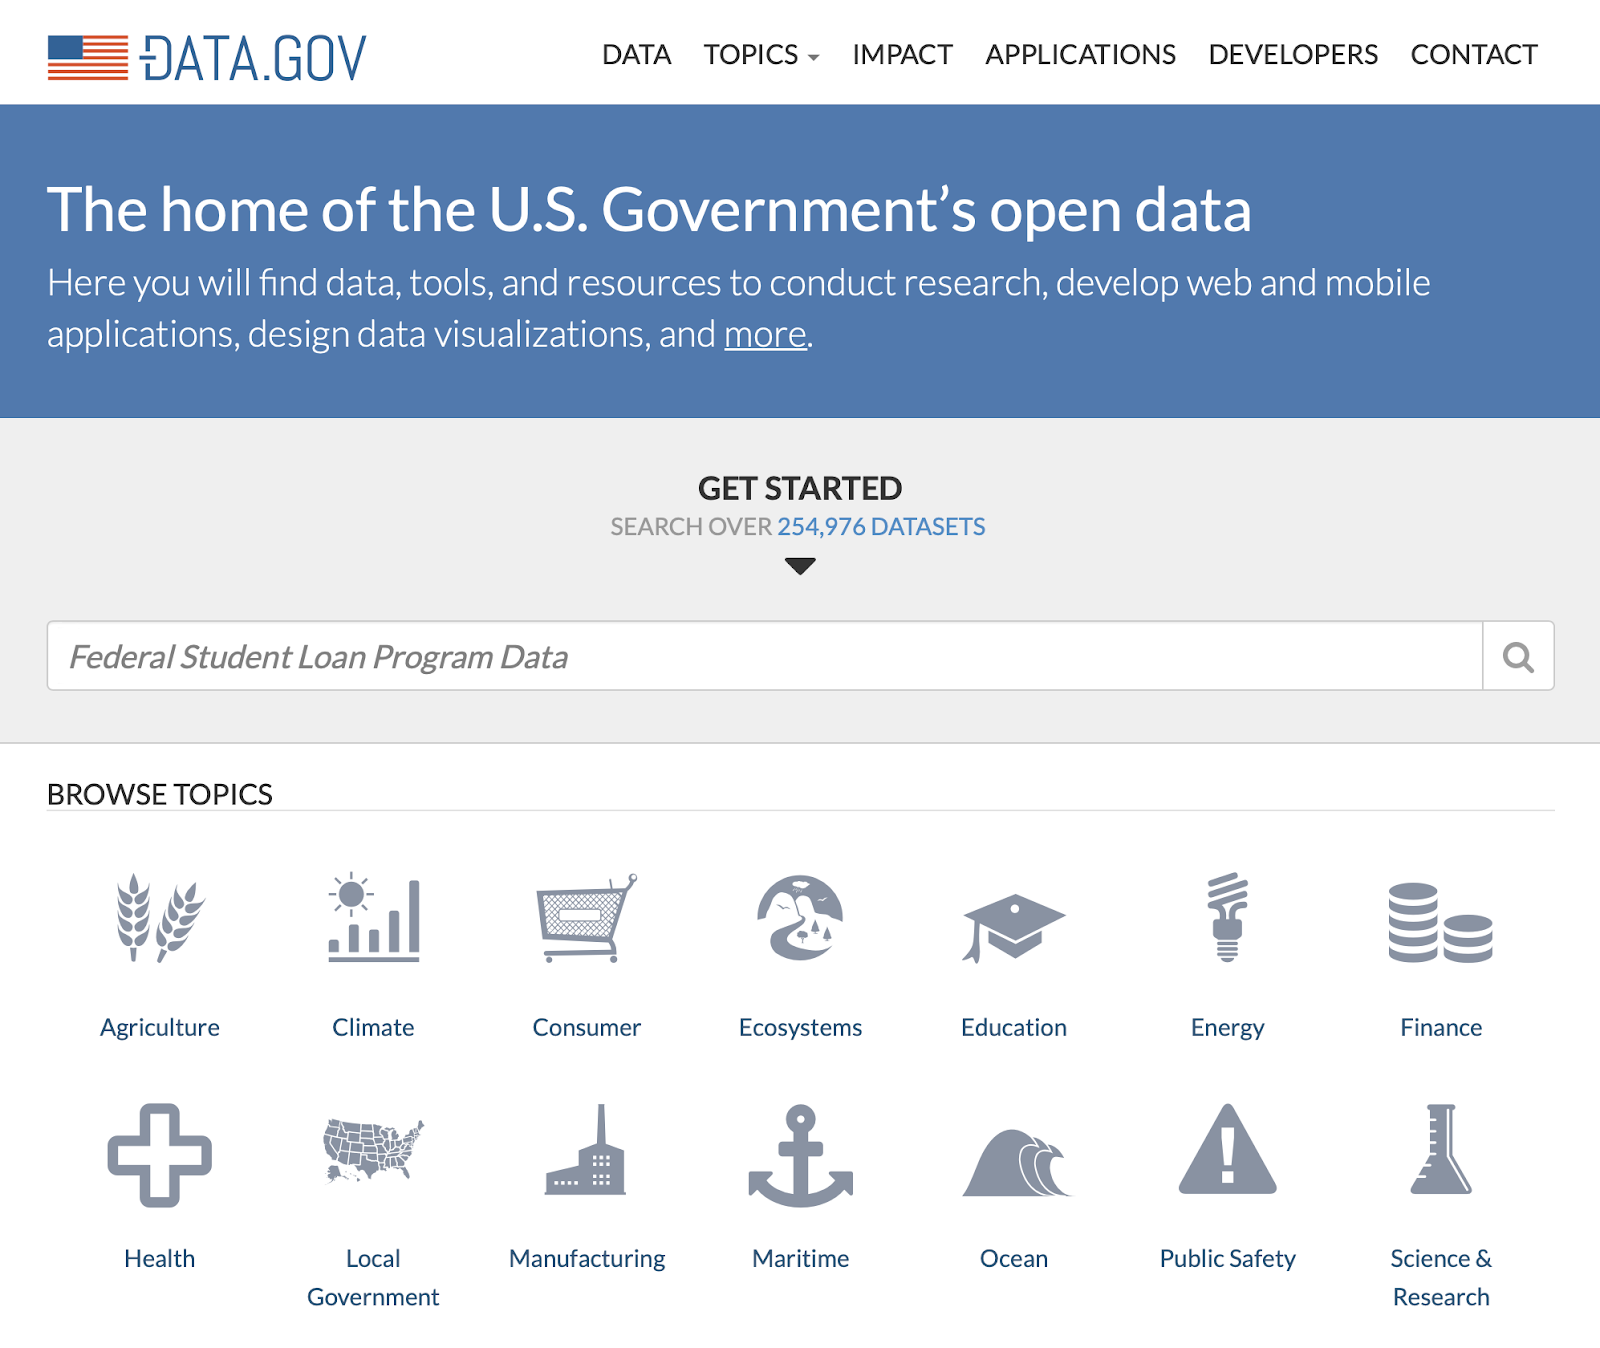 DATA.GOV
DATA TOPICS IMPACT APPLICATIONS DEVELOPERS CONTACT
The home of the U.S. Government’s open data
Here you will find data, tools, and resources to conduct research, develop web and mobile
applications, design data visualizations, and more.
GET STARTED
SEARCH OVER 254,976 DATASETS
Federal Student Loan Program Data
BROWSE TOPICS
Agriculture Climate Consumer Ecosystems Education Energy Finance
Health Local Manufacturing Maritime Ocean Public Safety Science &
Government Research